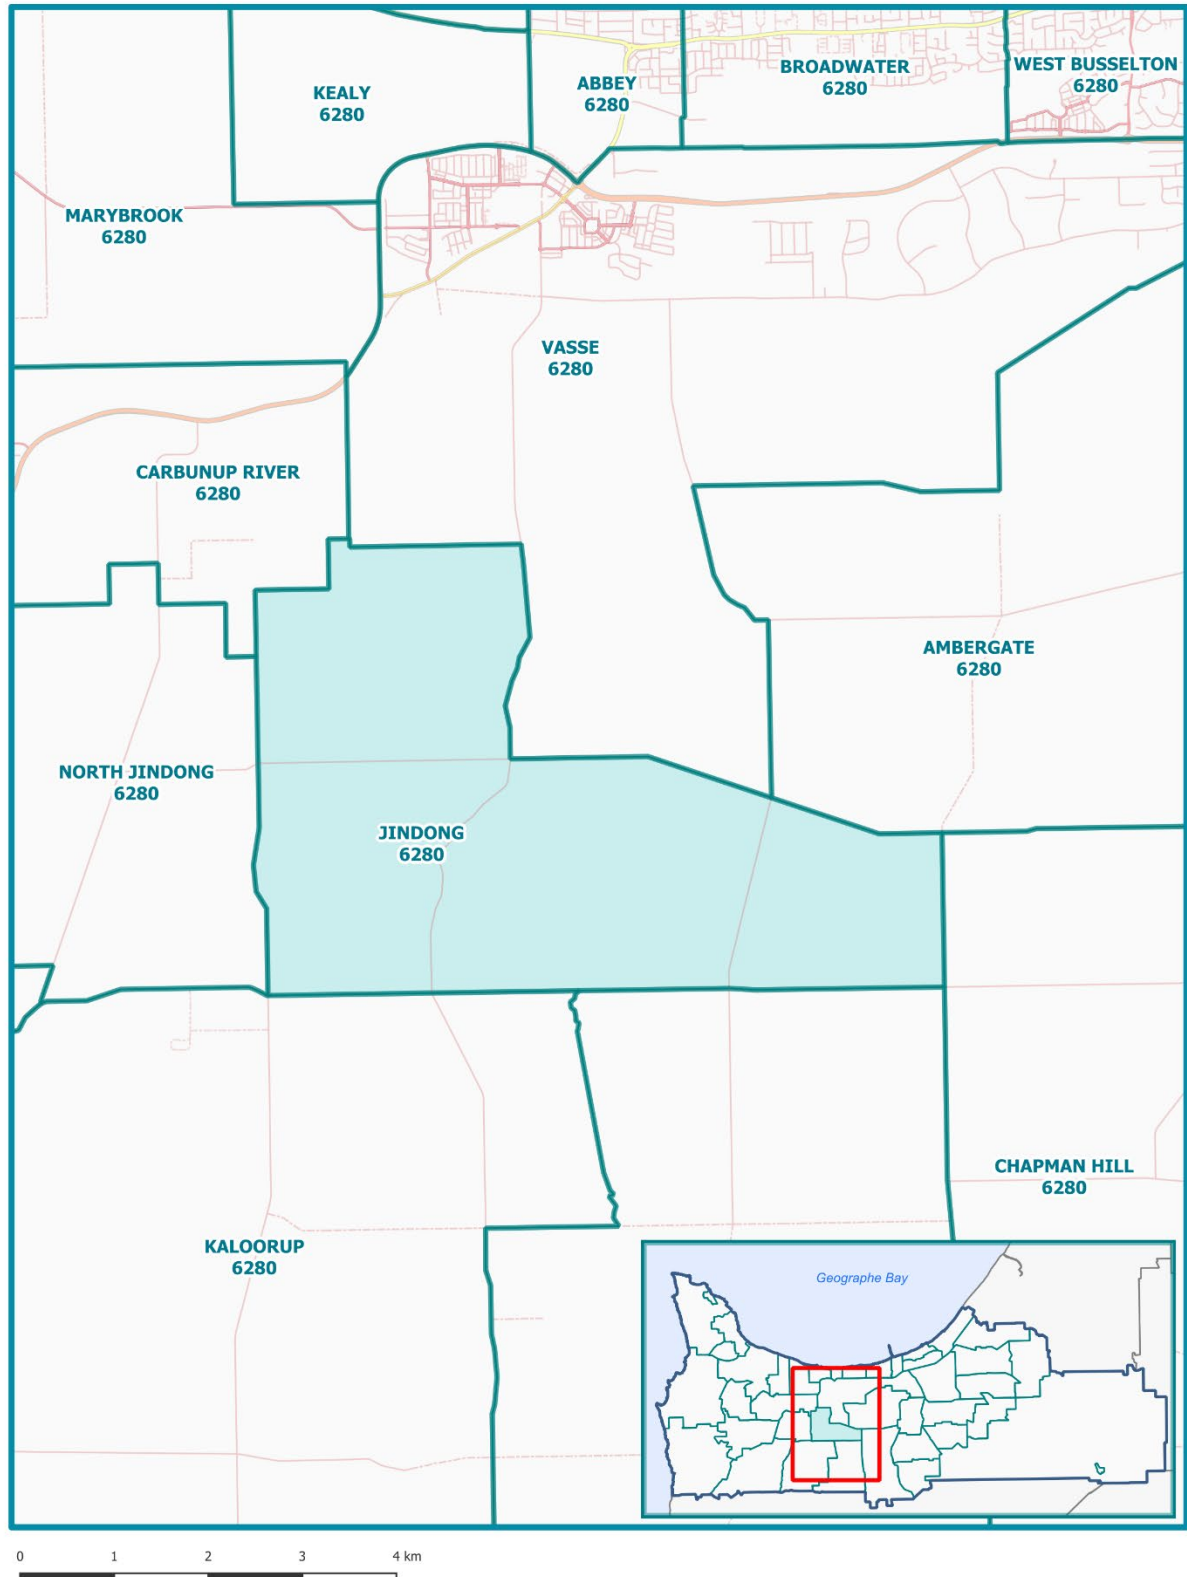 KEALY
6280
ABBEY
6280
BROADWATER
6280
WEST BUSSELTON
6280
MARYBROOK
6280
VASSE
6280
CARBUNUP RIVER
6280
AMBERGATE
6280
NORTH JINDONG
6280
JINDONG
6280
CHAPMAN HILL
6280
KALOORUP
6280
Geographe Bay
0 1 2 3 4 km